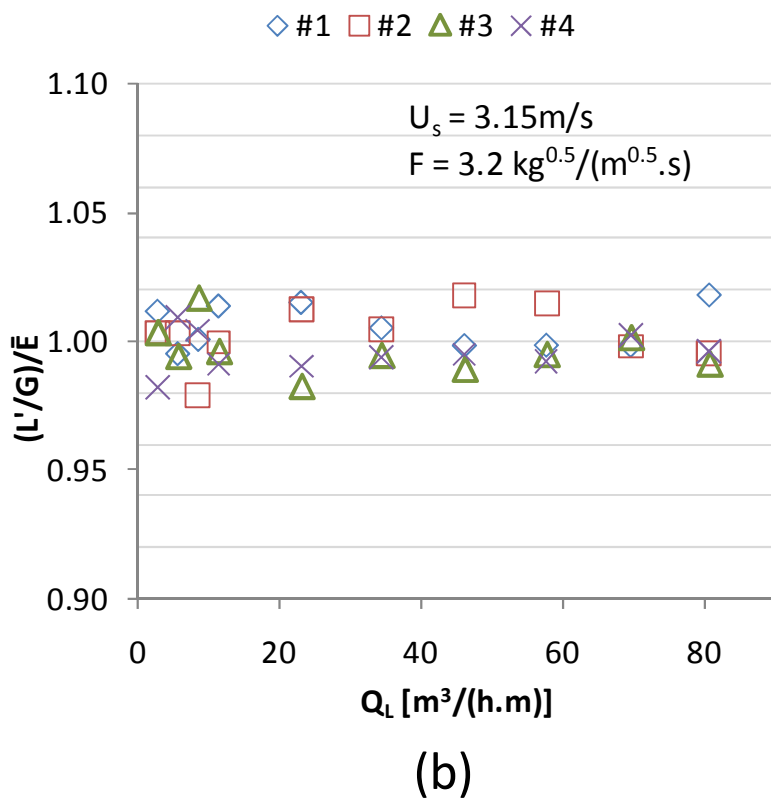 #1 #2 #3 #4
1.10
U_s = 3.15m/s
F = 3.2 kg^0.5/(m^0.5.s)
1.05
1.00
(L'/G)/Ē
0.95
0.90
0 20 40 60 80
Q_L [m³/(h.m)]
(b)